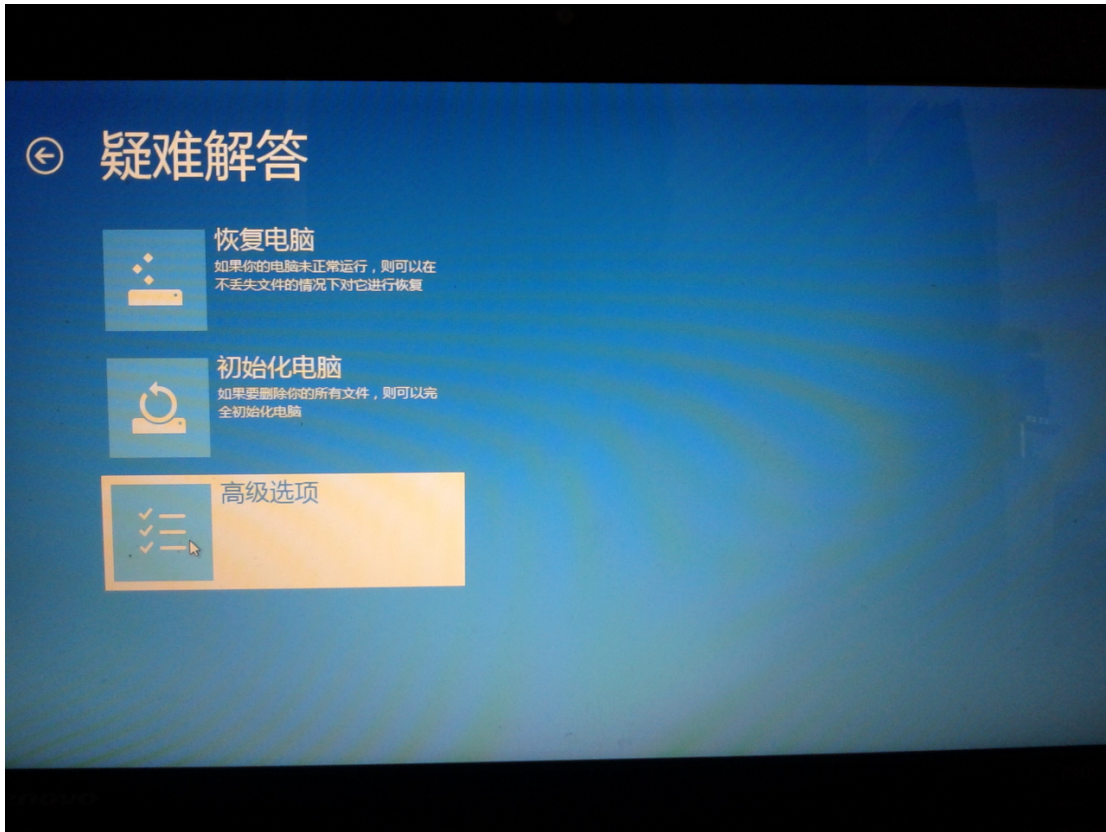 疑难解答
恢复电脑
如果你的电脑未正常运行，则可以在
不丢失文件的情况下对它进行恢复
初始化电脑
如果要删除你的所有文件，则可以完
全初始化电脑
高级选项